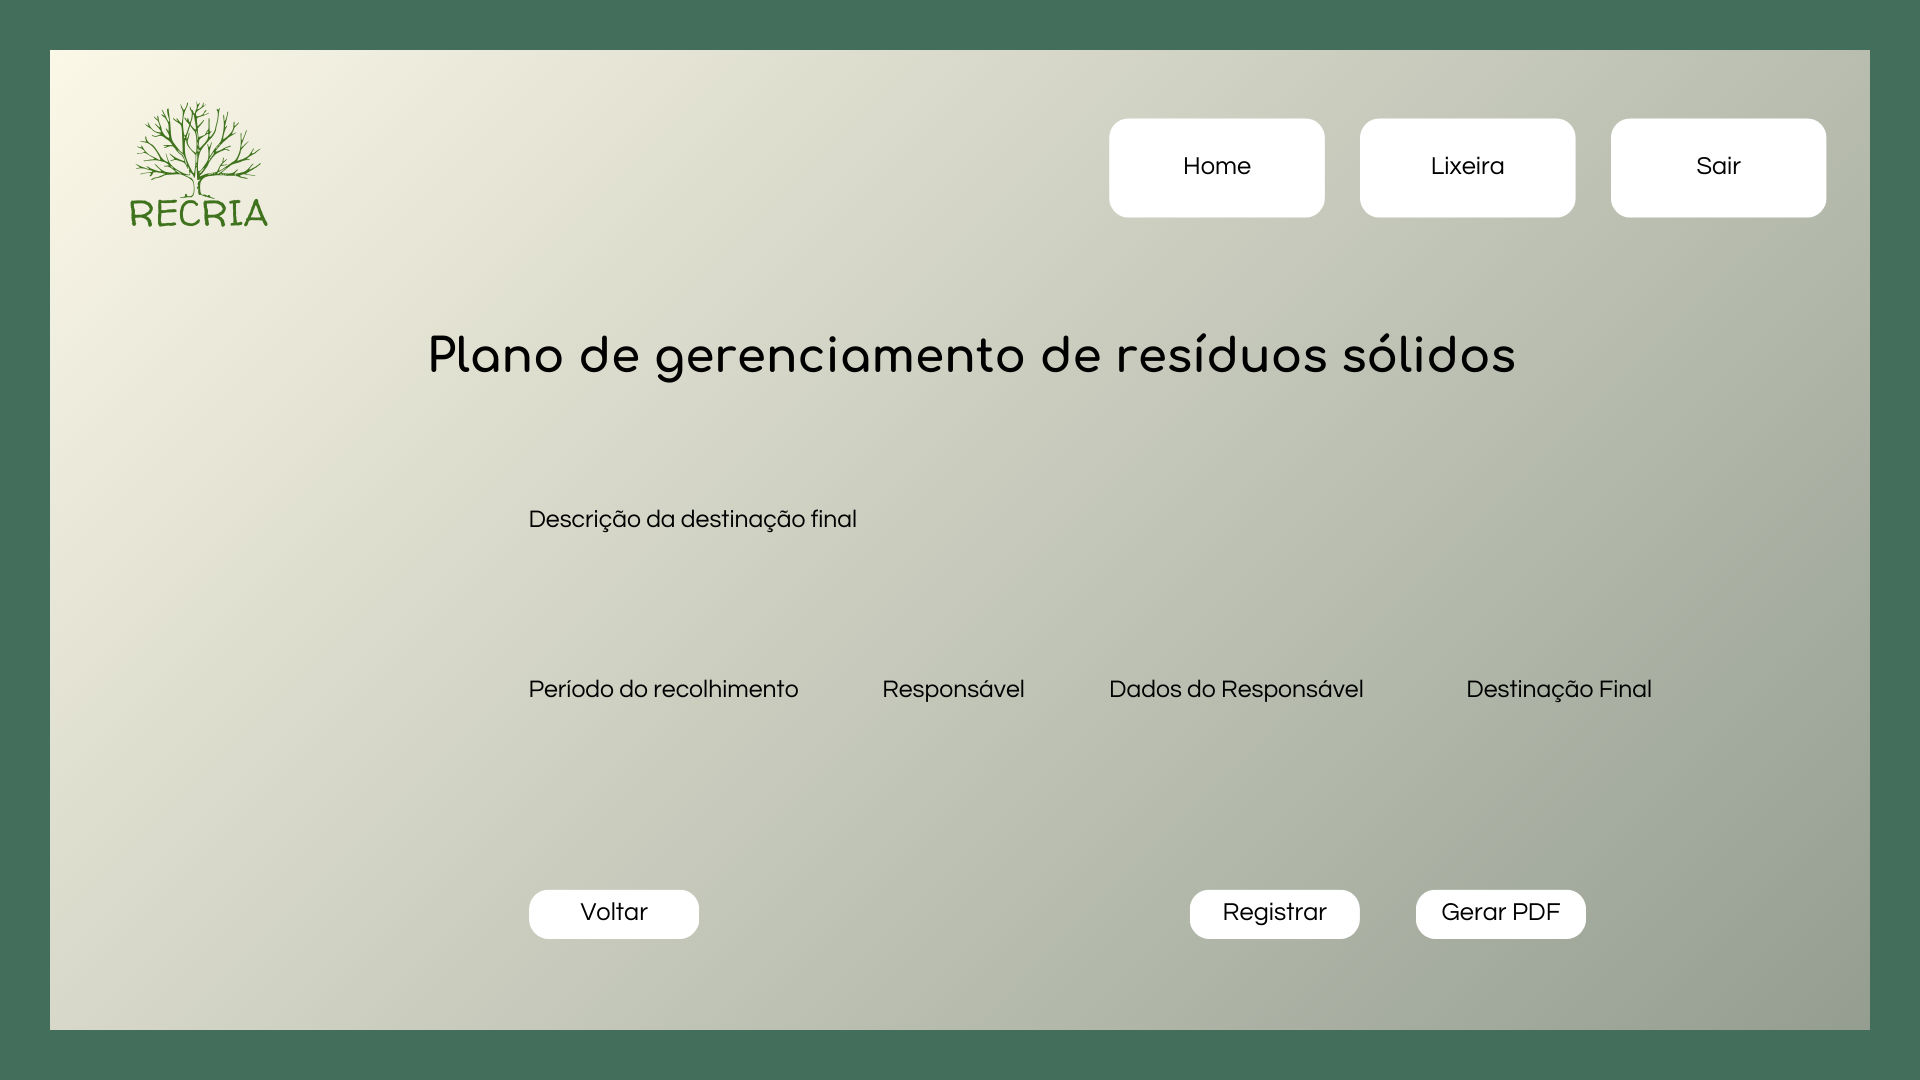 RECRIA
Home
Lixeira
Sair
Plano de gerenciamento de resíduos sólidos
Descrição da destinação final
Período do recolhimento
Responsável
Dados do Responsável
Destinação Final
Voltar
Registrar
Gerar PDF